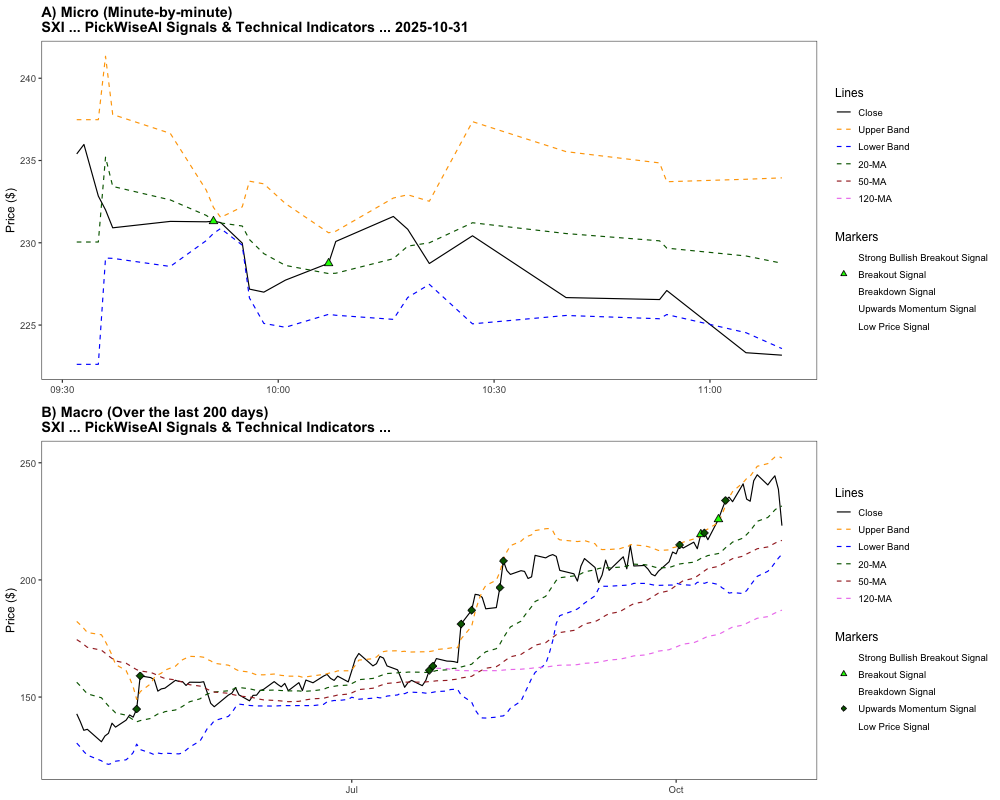 A) Micro (Minute-by-minute)
SXI ... PickWiseAI Signals & Technical Indicators ... 2025-10-31
Price ($)
240
235
230
225
09:30
10:00
10:30
11:00
Lines
Close
Upper Band
Lower Band
20-MA
50-MA
120-MA
Markers
Strong Bullish Breakout Signal
Breakout Signal
Breakdown Signal
Upwards Momentum Signal
Low Price Signal
B) Macro (Over the last 200 days)
SXI ... PickWiseAI Signals & Technical Indicators ...
Price ($)
250
200
150
Jul
Oct
Lines
Close
Upper Band
Lower Band
20-MA
50-MA
120-MA
Markers
Strong Bullish Breakout Signal
Breakout Signal
Breakdown Signal
Upwards Momentum Signal
Low Price Signal